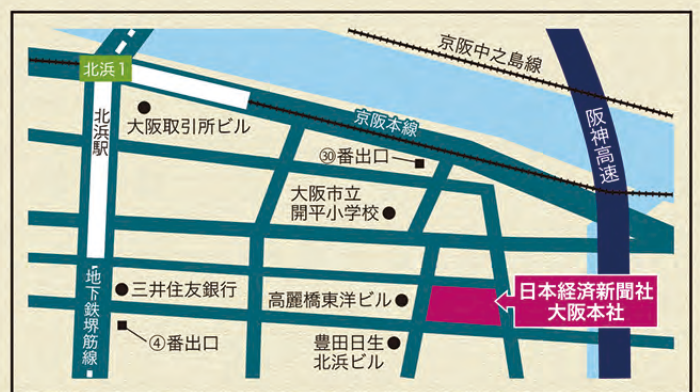 京阪中之島線
北浜1
北浜駅
大阪取引所ビル
京阪本線
阪神高速
㉚番出口
大阪市立
開平小学校
地下鉄堺筋線
三井住友銀行
高麗橋東洋ビル
日本経済新聞社
大阪本社
④番出口
豊田日生
北浜ビル